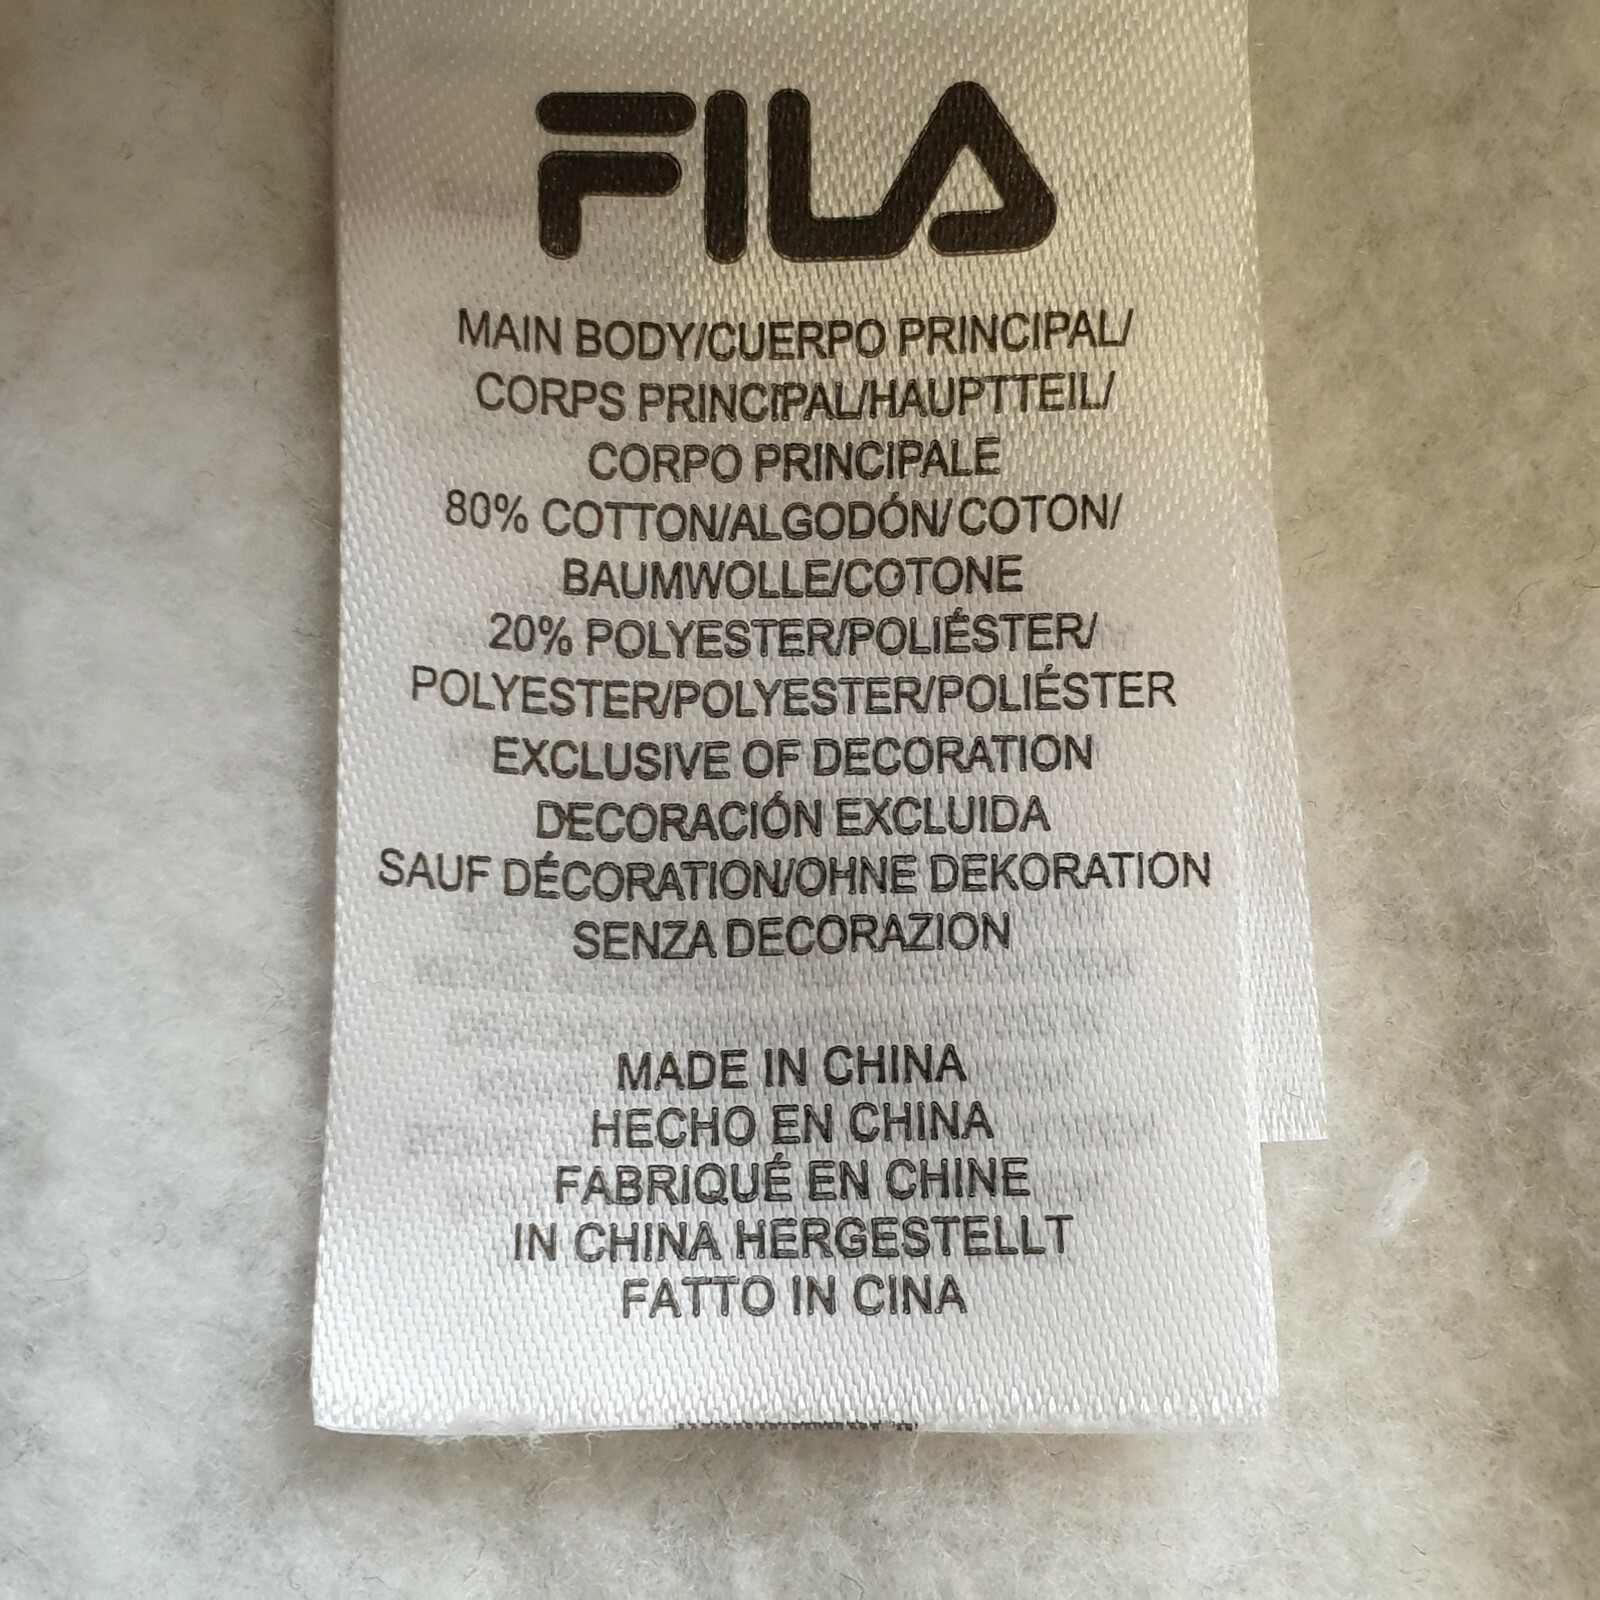 FILA
MAIN BODY/CUERPO PRINCIPAL/
CORPS PRINCIPAL/HAUPTTEIL/
CORPO PRINCIPALE
80% COTTON/ALGODÓN/COTON/
BAUMWOLLE/COTONE
20% POLYESTER/POLIÉSTER/
POLYESTER/POLYESTER/POLIÉSTER
EXCLUSIVE OF DECORATION
DECORACIÓN EXCLUIDA
SAUF DÉCORATION/OHNE DEKORATION
SENZA DECORAZION
MADE IN CHINA
HECHO EN CHINA
FABRIQUÉ EN CHINE
IN CHINA HERGESTELLT
FATTO IN CINA